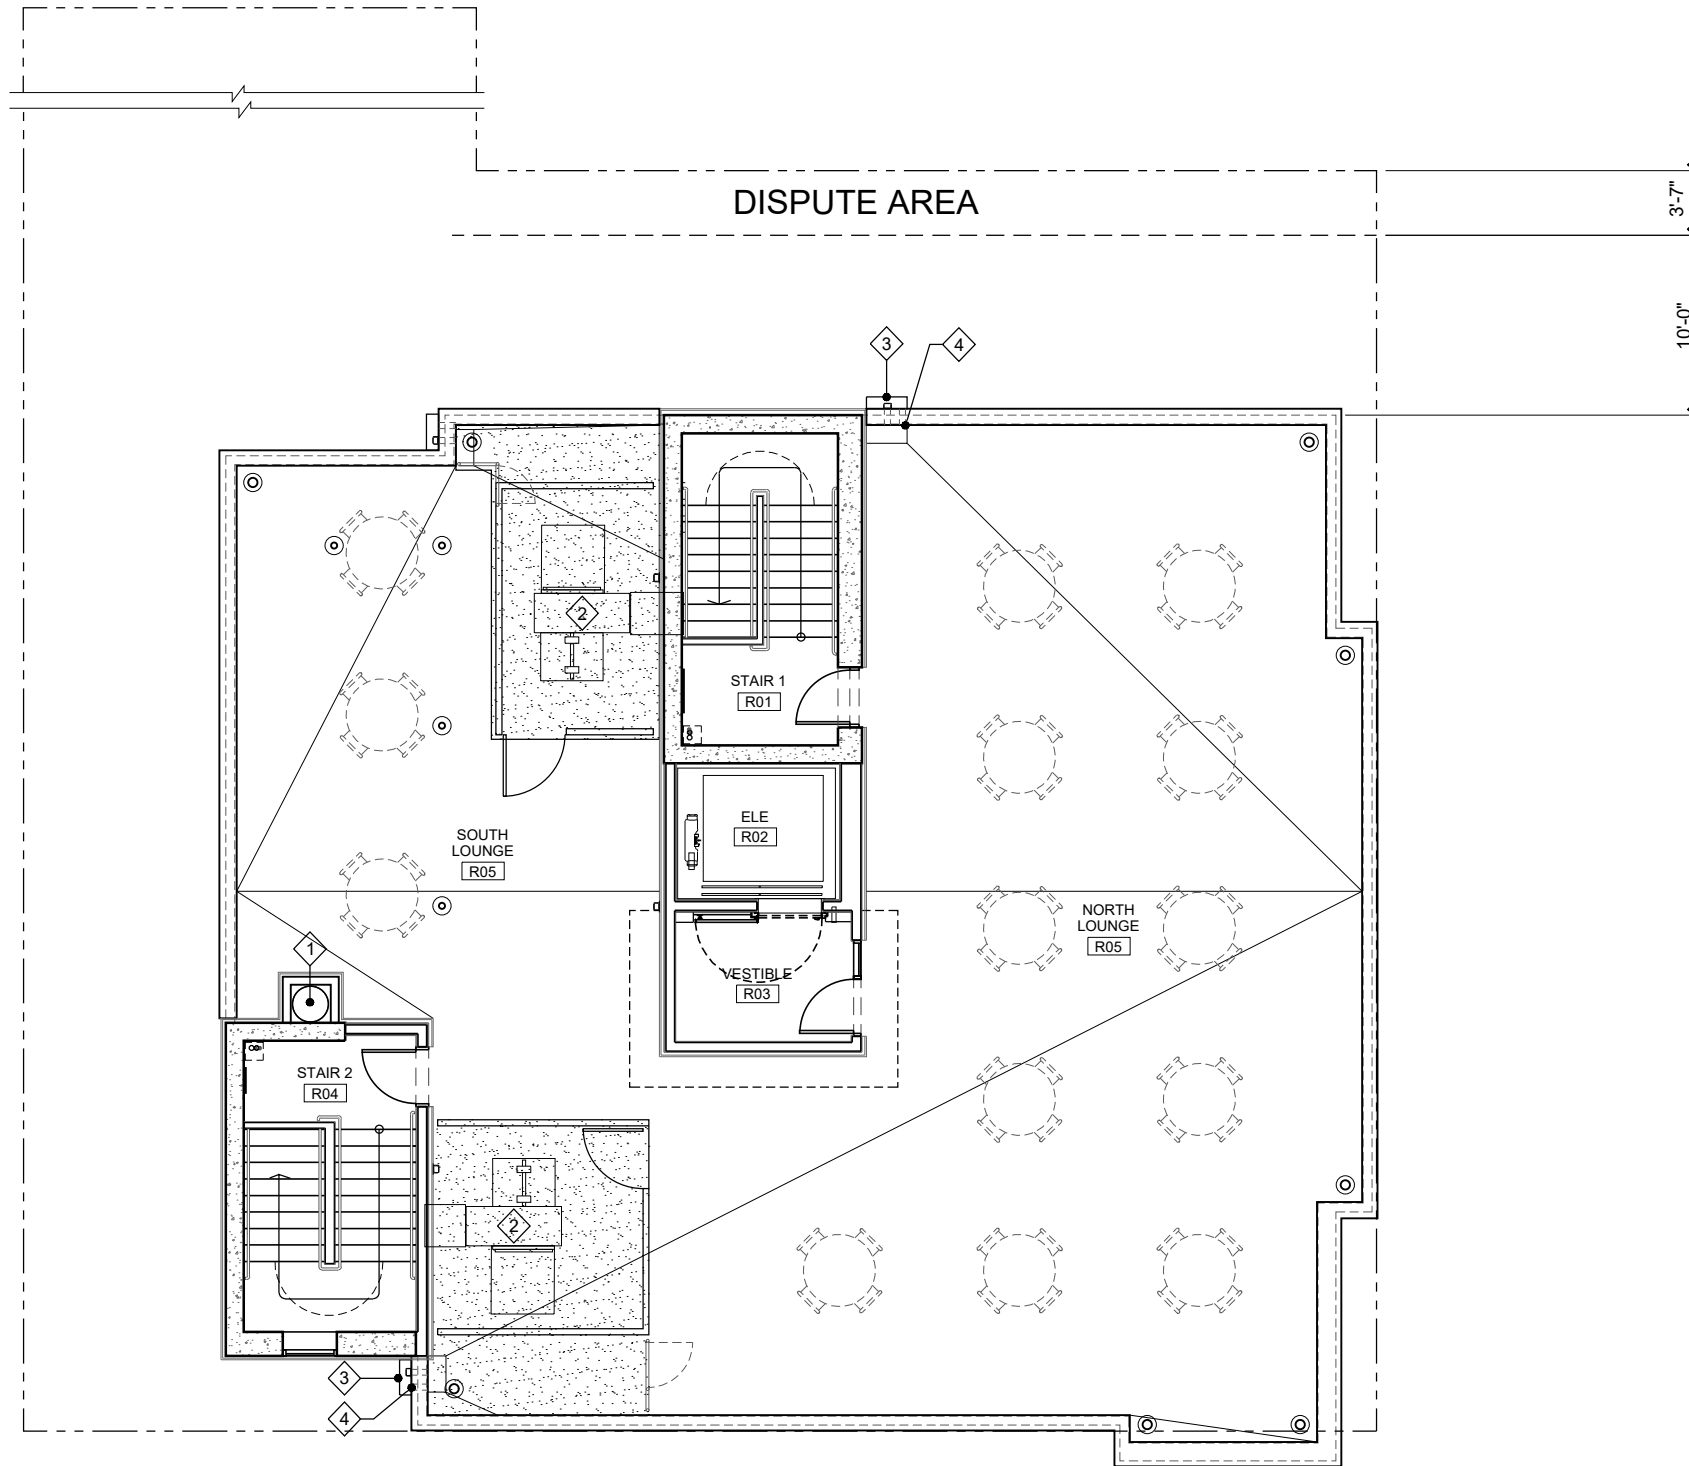 DISPUTE AREA
3'-7"
10'-0"
3
4
2
STAIR 1
R01
ELE
R02
SOUTH
LOUNGE
R05
NORTH
LOUNGE
R05
1
VESTIBLE
R03
STAIR 2
R04
2
3
4